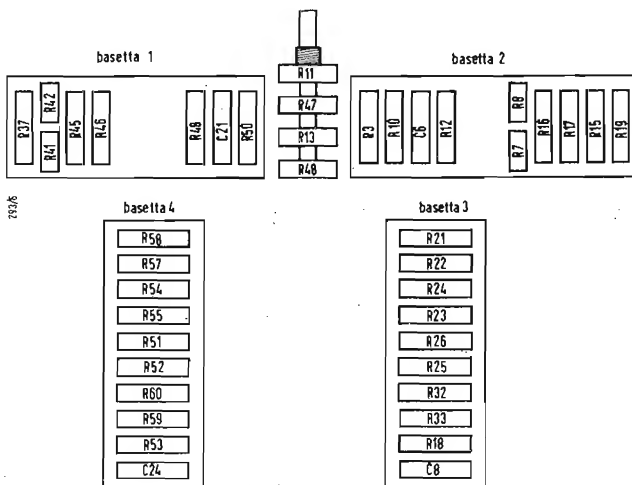 basetta 1
basetta 2
R11
R47
R13
R48
R37
R42
R41
R45
R46
R48
C21
R50
R3
R10
C6
R12
R8
R7
R16
R17
R15
R19
293/6
basetta 4
R58
R57
R54
R55
R51
R52
R60
R59
R53
C24
basetta 3
R21
R22
R24
R23
R26
R25
R32
R33
R18
C8